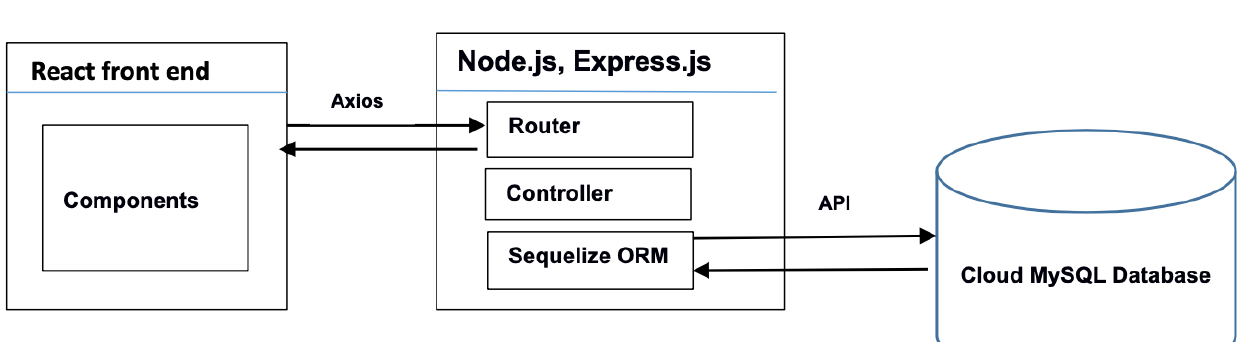 React front end
Components
Axios
Node.js, Express.js
Router
Controller
Sequelize ORM
API
Cloud MySQL Database